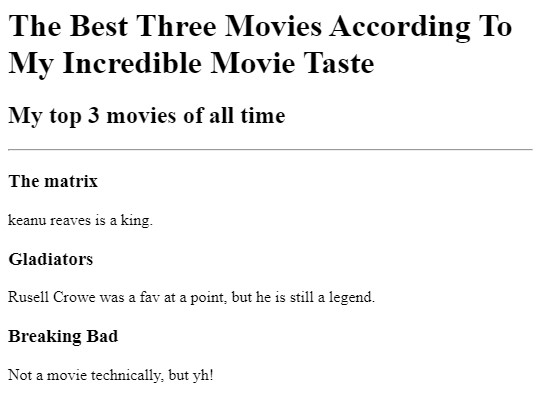 The Best Three Movies According To
My Incredible Movie Taste
My top 3 movies of all time
The matrix
keanu reaves is a king.
Gladiators
Rusell Crowe was a fav at a point, but he is still a legend.
Breaking Bad
Not a movie technically, but yh!